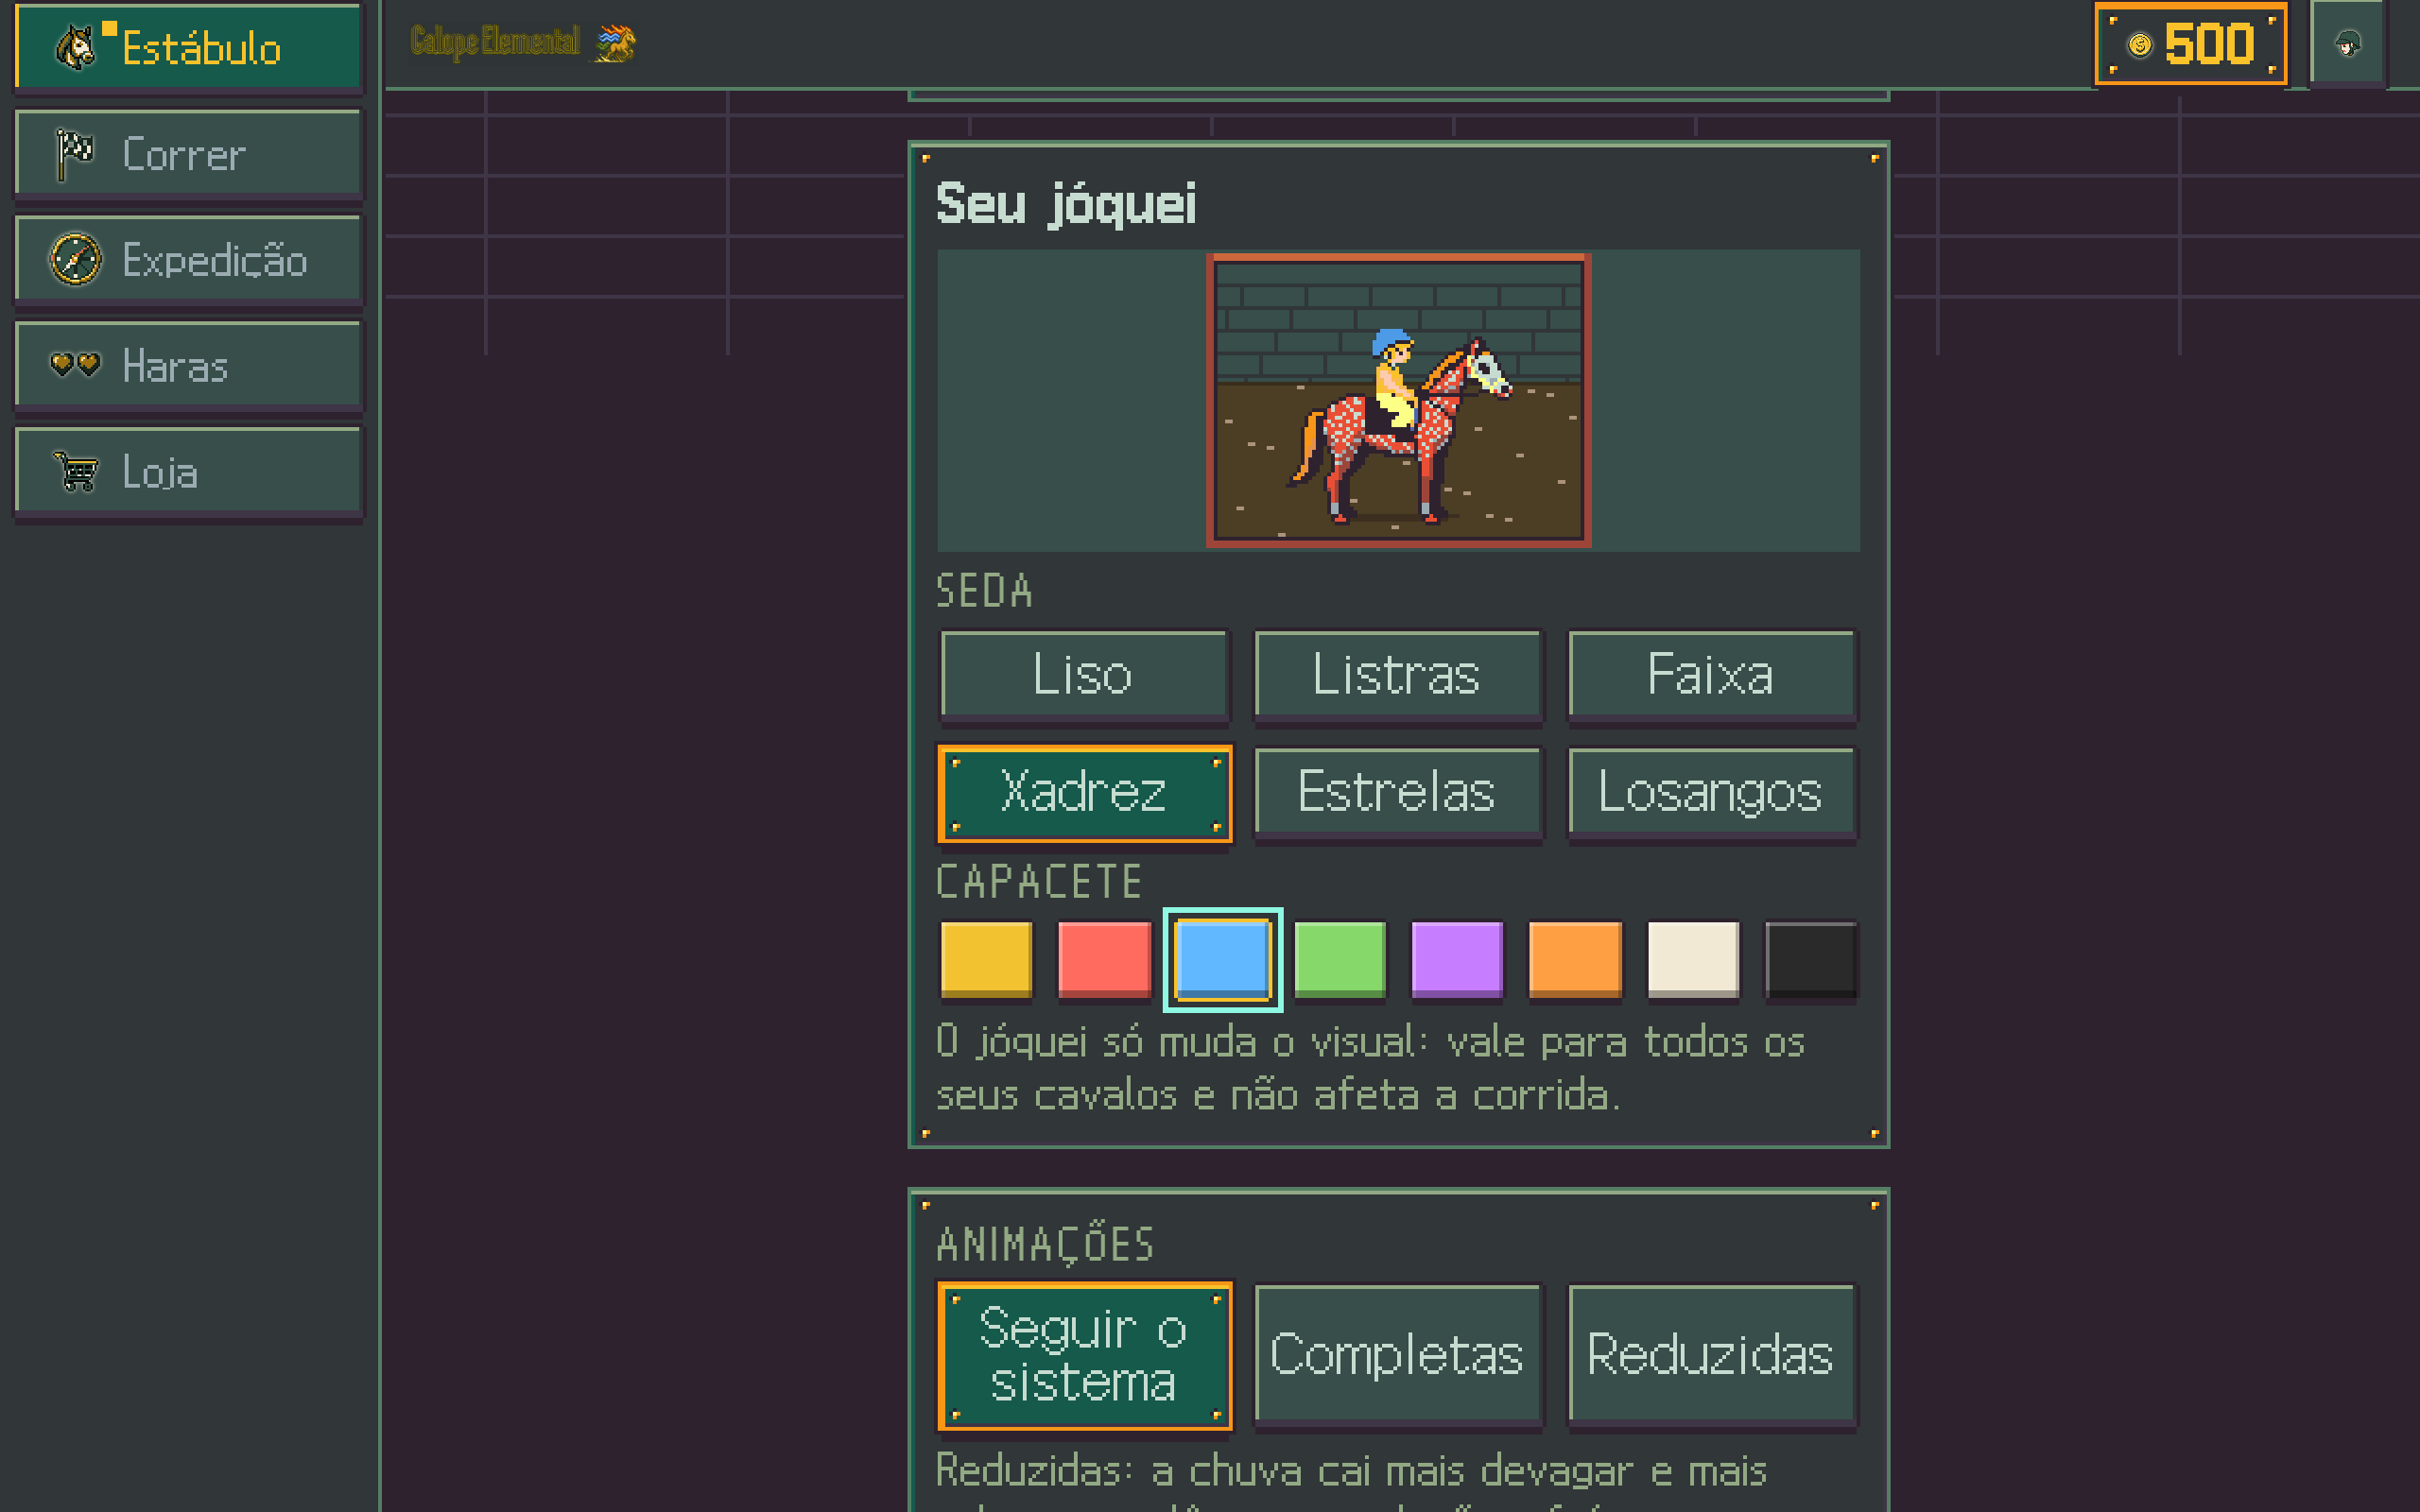 Estábulo
Correr
Expedição
Haras
Loja
Galope Elemental
500
Seu jóquei
SEDA
Liso
Listras
Faixa
Xadrez
Estrelas
Losangos
CAPACETE
O jóquei só muda o visual: vale para todos os
seus cavalos e não afeta a corrida.
ANIMAÇÕES
Seguir o
sistema
Completas
Reduzidas
Reduzidas: a chuva cai mais devagar e mais